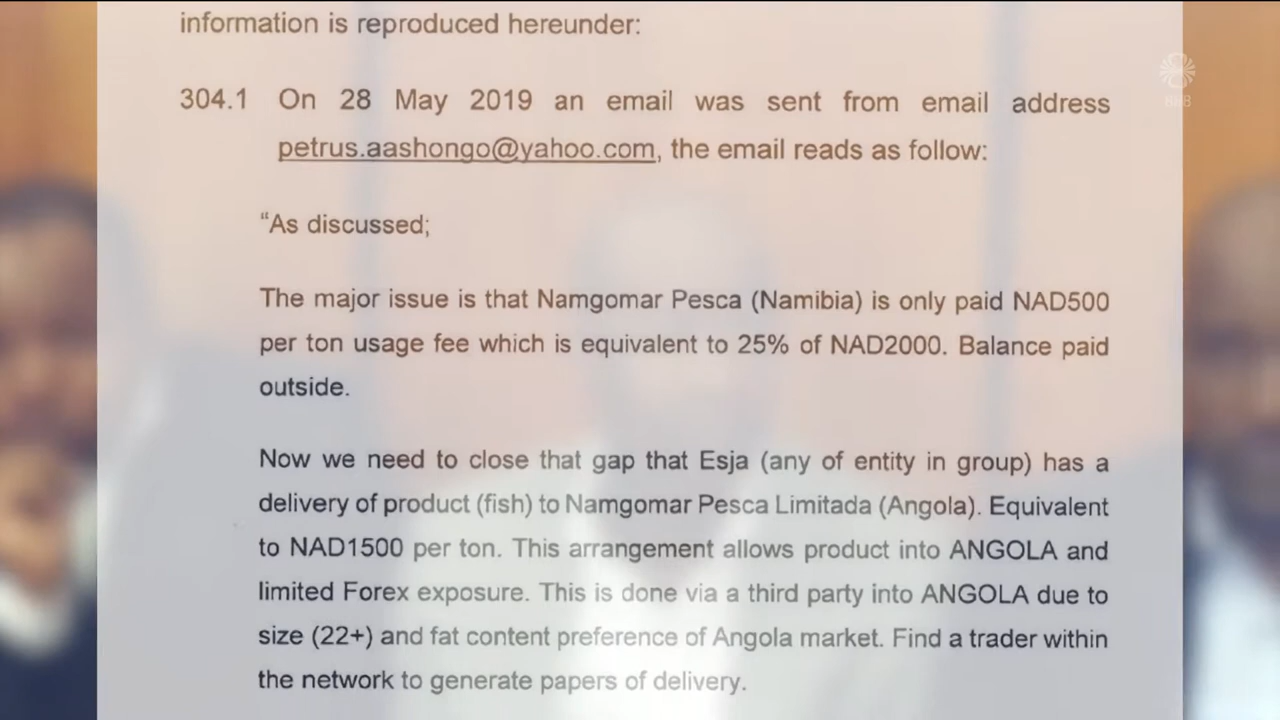 information is reproduced hereunder:
304.1 On 28 May 2019 an email was sent from email address
petrus.aashongo@yahoo.com, the email reads as follow:
“As discussed;
The major issue is that Namgomar Pesca (Namibia) is only paid NAD500
per ton usage fee which is equivalent to 25% of NAD2000. Balance paid
outside.
Now we need to close that gap that Esja (any of entity in group) has a
delivery of product (fish) to Namgomar Pesca Limitada (Angola). Equivalent
to NAD1500 per ton. This arrangement allows product into ANGOLA and
limited Forex exposure. This is done via a third party into ANGOLA due to
size (22+) and fat content preference of Angola market. Find a trader within
the network to generate papers of delivery.